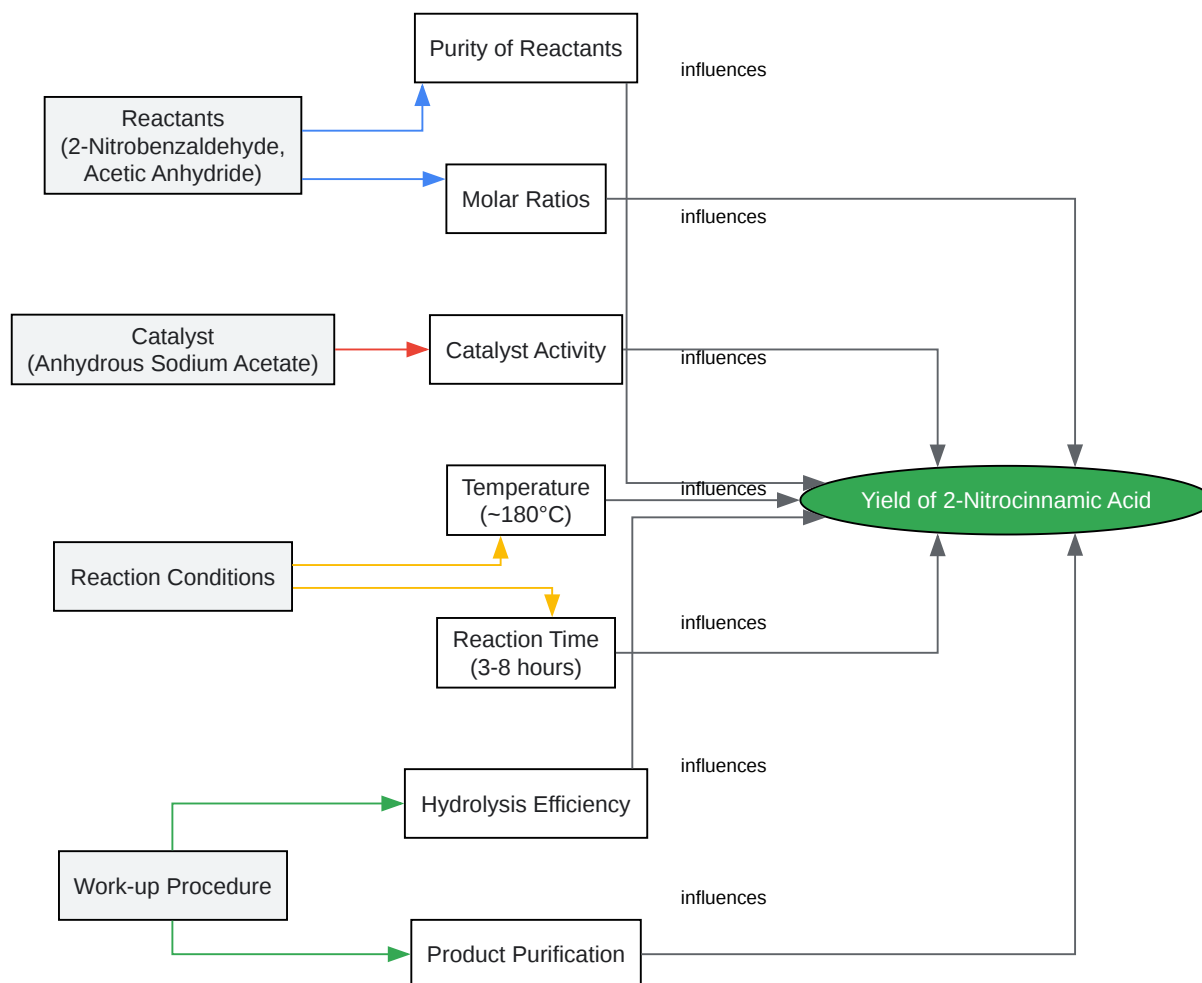 Purity of Reactants
influences
Reactants
(2-Nitrobenzaldehyde,
Acetic Anhydride)
Molar Ratios
influences
Catalyst
(Anhydrous Sodium Acetate)
Catalyst Activity
influences
Temperature
(~180°C)
influences
Yield of 2-Nitrocinnamic Acid
Reaction Conditions
Reaction Time
(3-8 hours)
influences
Hydrolysis Efficiency
influences
Work-up Procedure
Product Purification
influences